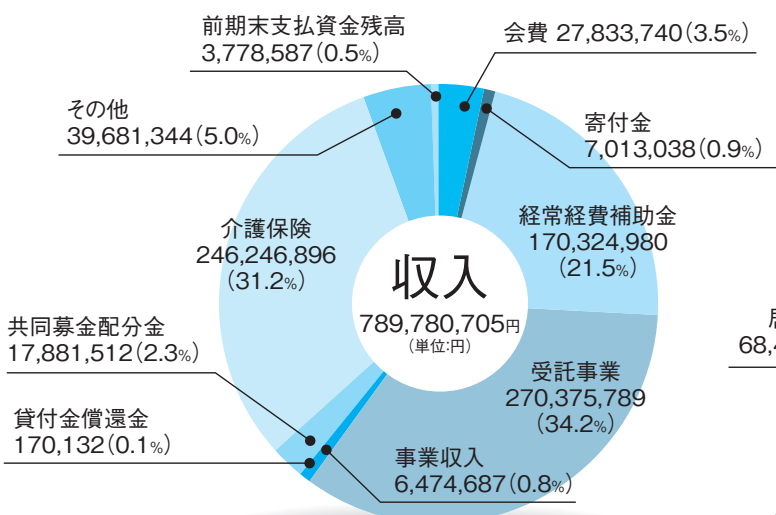 前期末支払資金残高
3,778,587(0.5%)
会費 27,833,740(3.5%)
その他
39,681,344(5.0%)
寄付金
7,013,038(0.9%)
介護保険
246,246,896
(31.2%)
経常経費補助金
170,324,980
(21.5%)
収入
789,780,705円
(単位:円)
共同募金配分金
17,881,512(2.3%)
受託事業
270,375,789
(34.2%)
貸付金償還金
170,132(0.1%)
事業収入
6,474,687(0.8%)
68,4